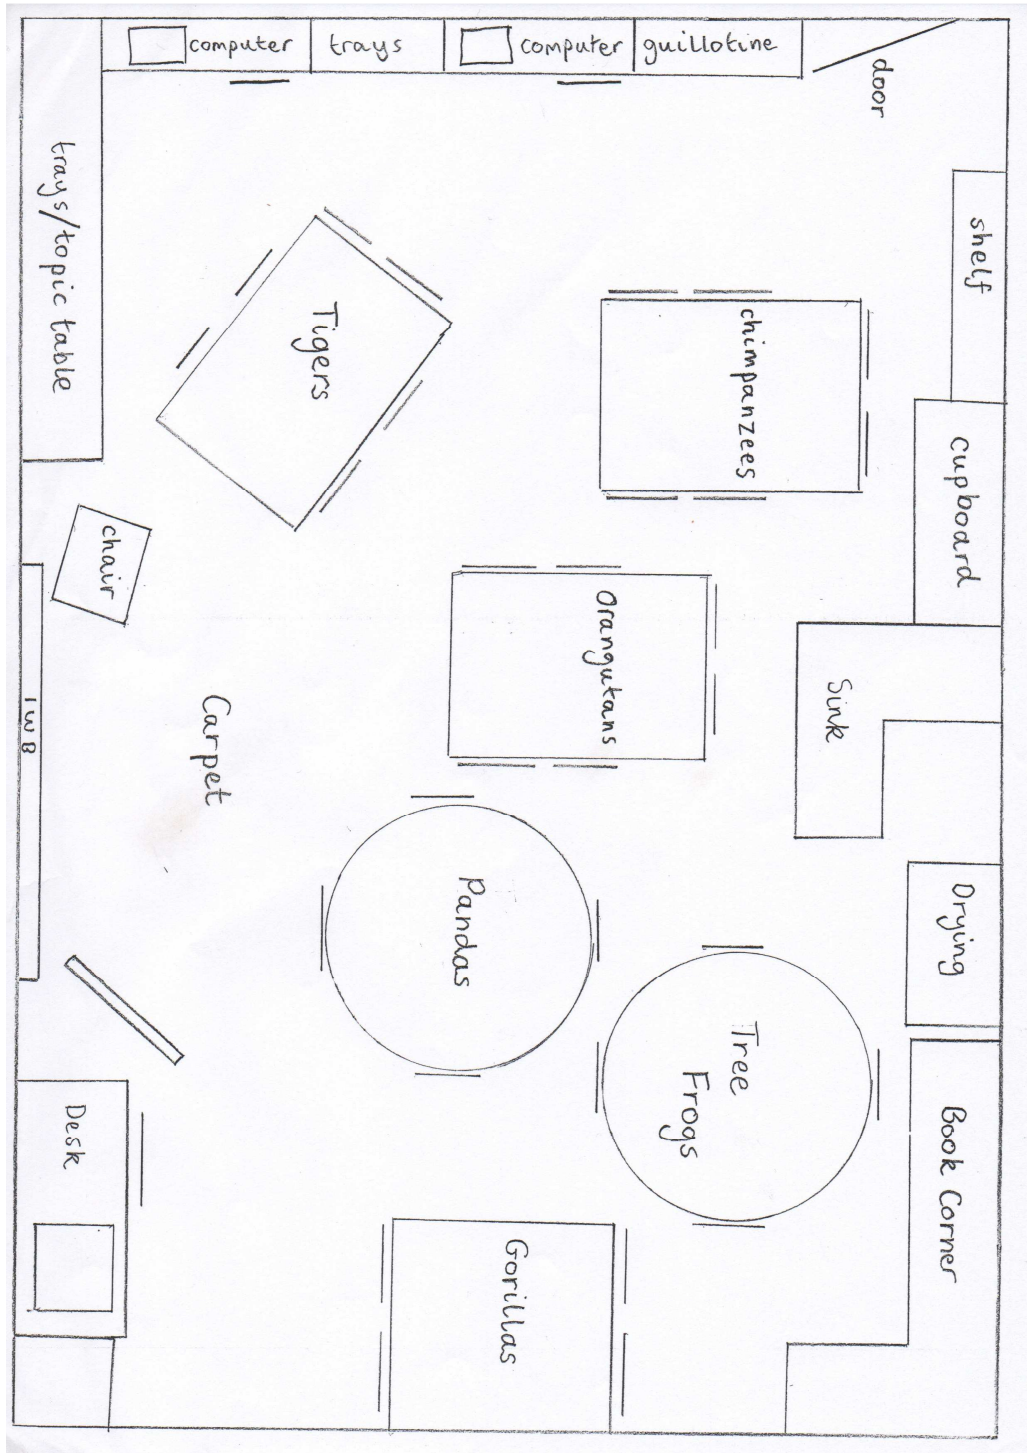 computer
trays
computer
guillotine
door
trays/topic table
shelf
Tigers
chimpanzees
Cupboard
chair
Orangutans
Sink
IWB
Carpet
Pandas
Drying
Tree
Frogs
Desk
Book Corner
Gorillas